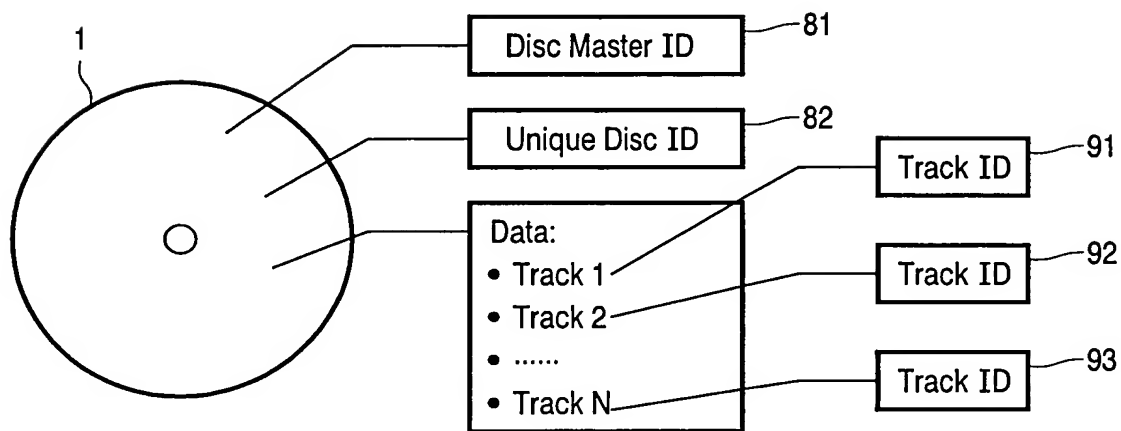 1
Disc Master ID
81
Unique Disc ID
82
Data:
• Track 1
• Track 2
• ......
• Track N
Track ID
91
Track ID
92
Track ID
93